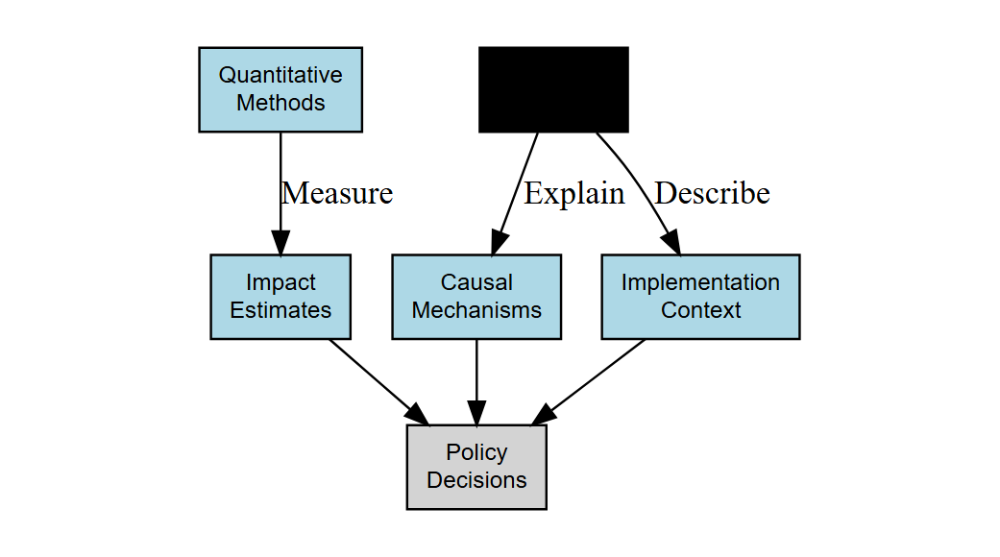 Quantitative
Methods
Measure
Explain
Describe
Impact
Estimates
Causal
Mechanisms
Implementation
Context
Policy
Decisions